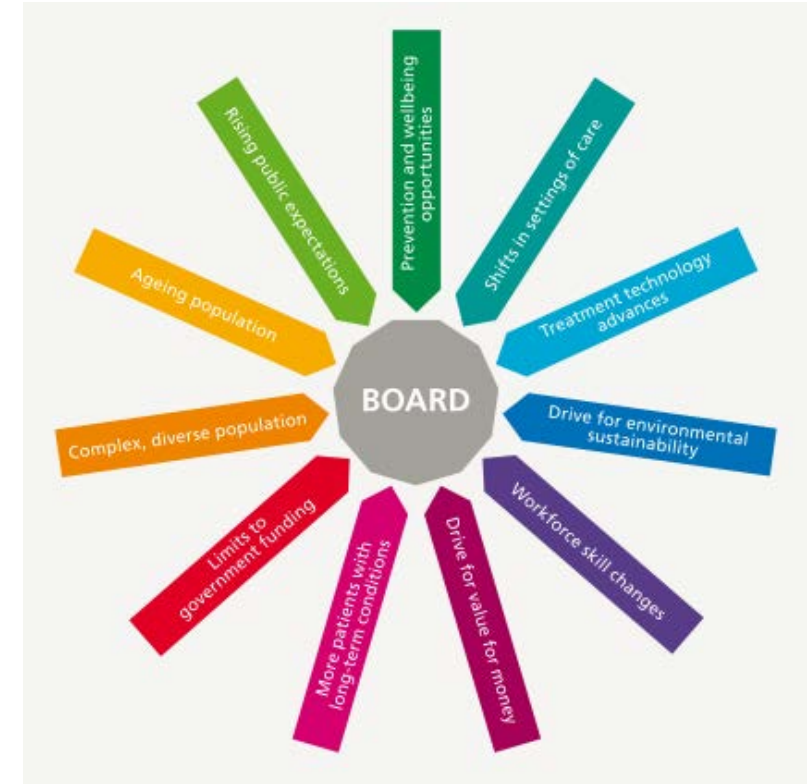 Prevention and wellbeing
opportunities
Shifts in settings of care
Treatment technology
advances
Drive for environmental
sustainability
Workforce skill changes
Drive for value for money
More patients with
long-term conditions
Limits to
government funding
Complex, diverse population
Ageing population
Rising public expectations
BOARD